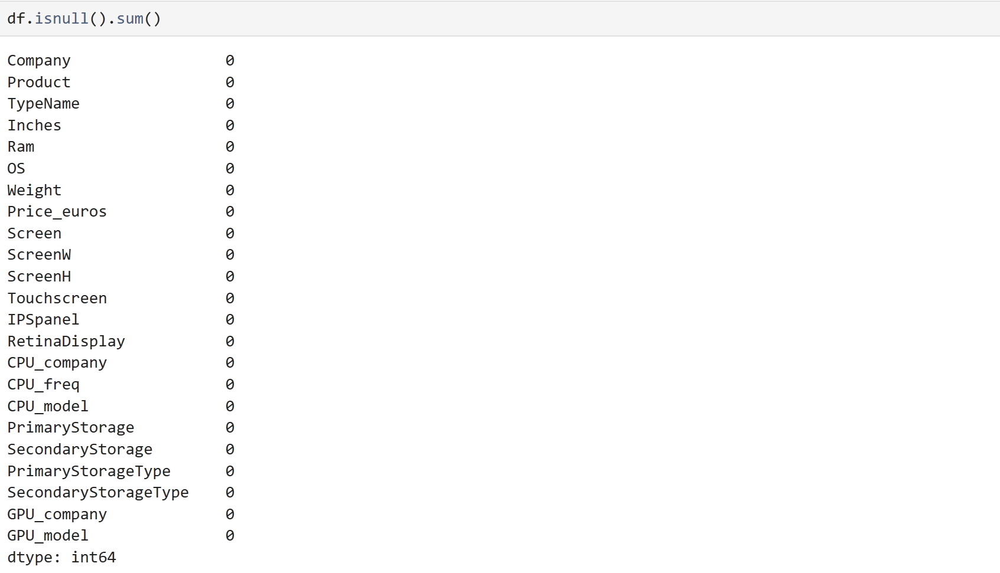 df.isnull().sum()
Company 0
Product 0
TypeName 0
Inches 0
Ram 0
OS 0
Weight 0
Price_euros 0
Screen 0
ScreenW 0
ScreenH 0
Touchscreen 0
IPSpanel 0
RetinaDisplay 0
CPU_company 0
CPU_freq 0
CPU_model 0
PrimaryStorage 0
SecondaryStorage 0
PrimaryStorageType 0
SecondaryStorageType 0
GPU_company 0
GPU_model 0
dtype: int64